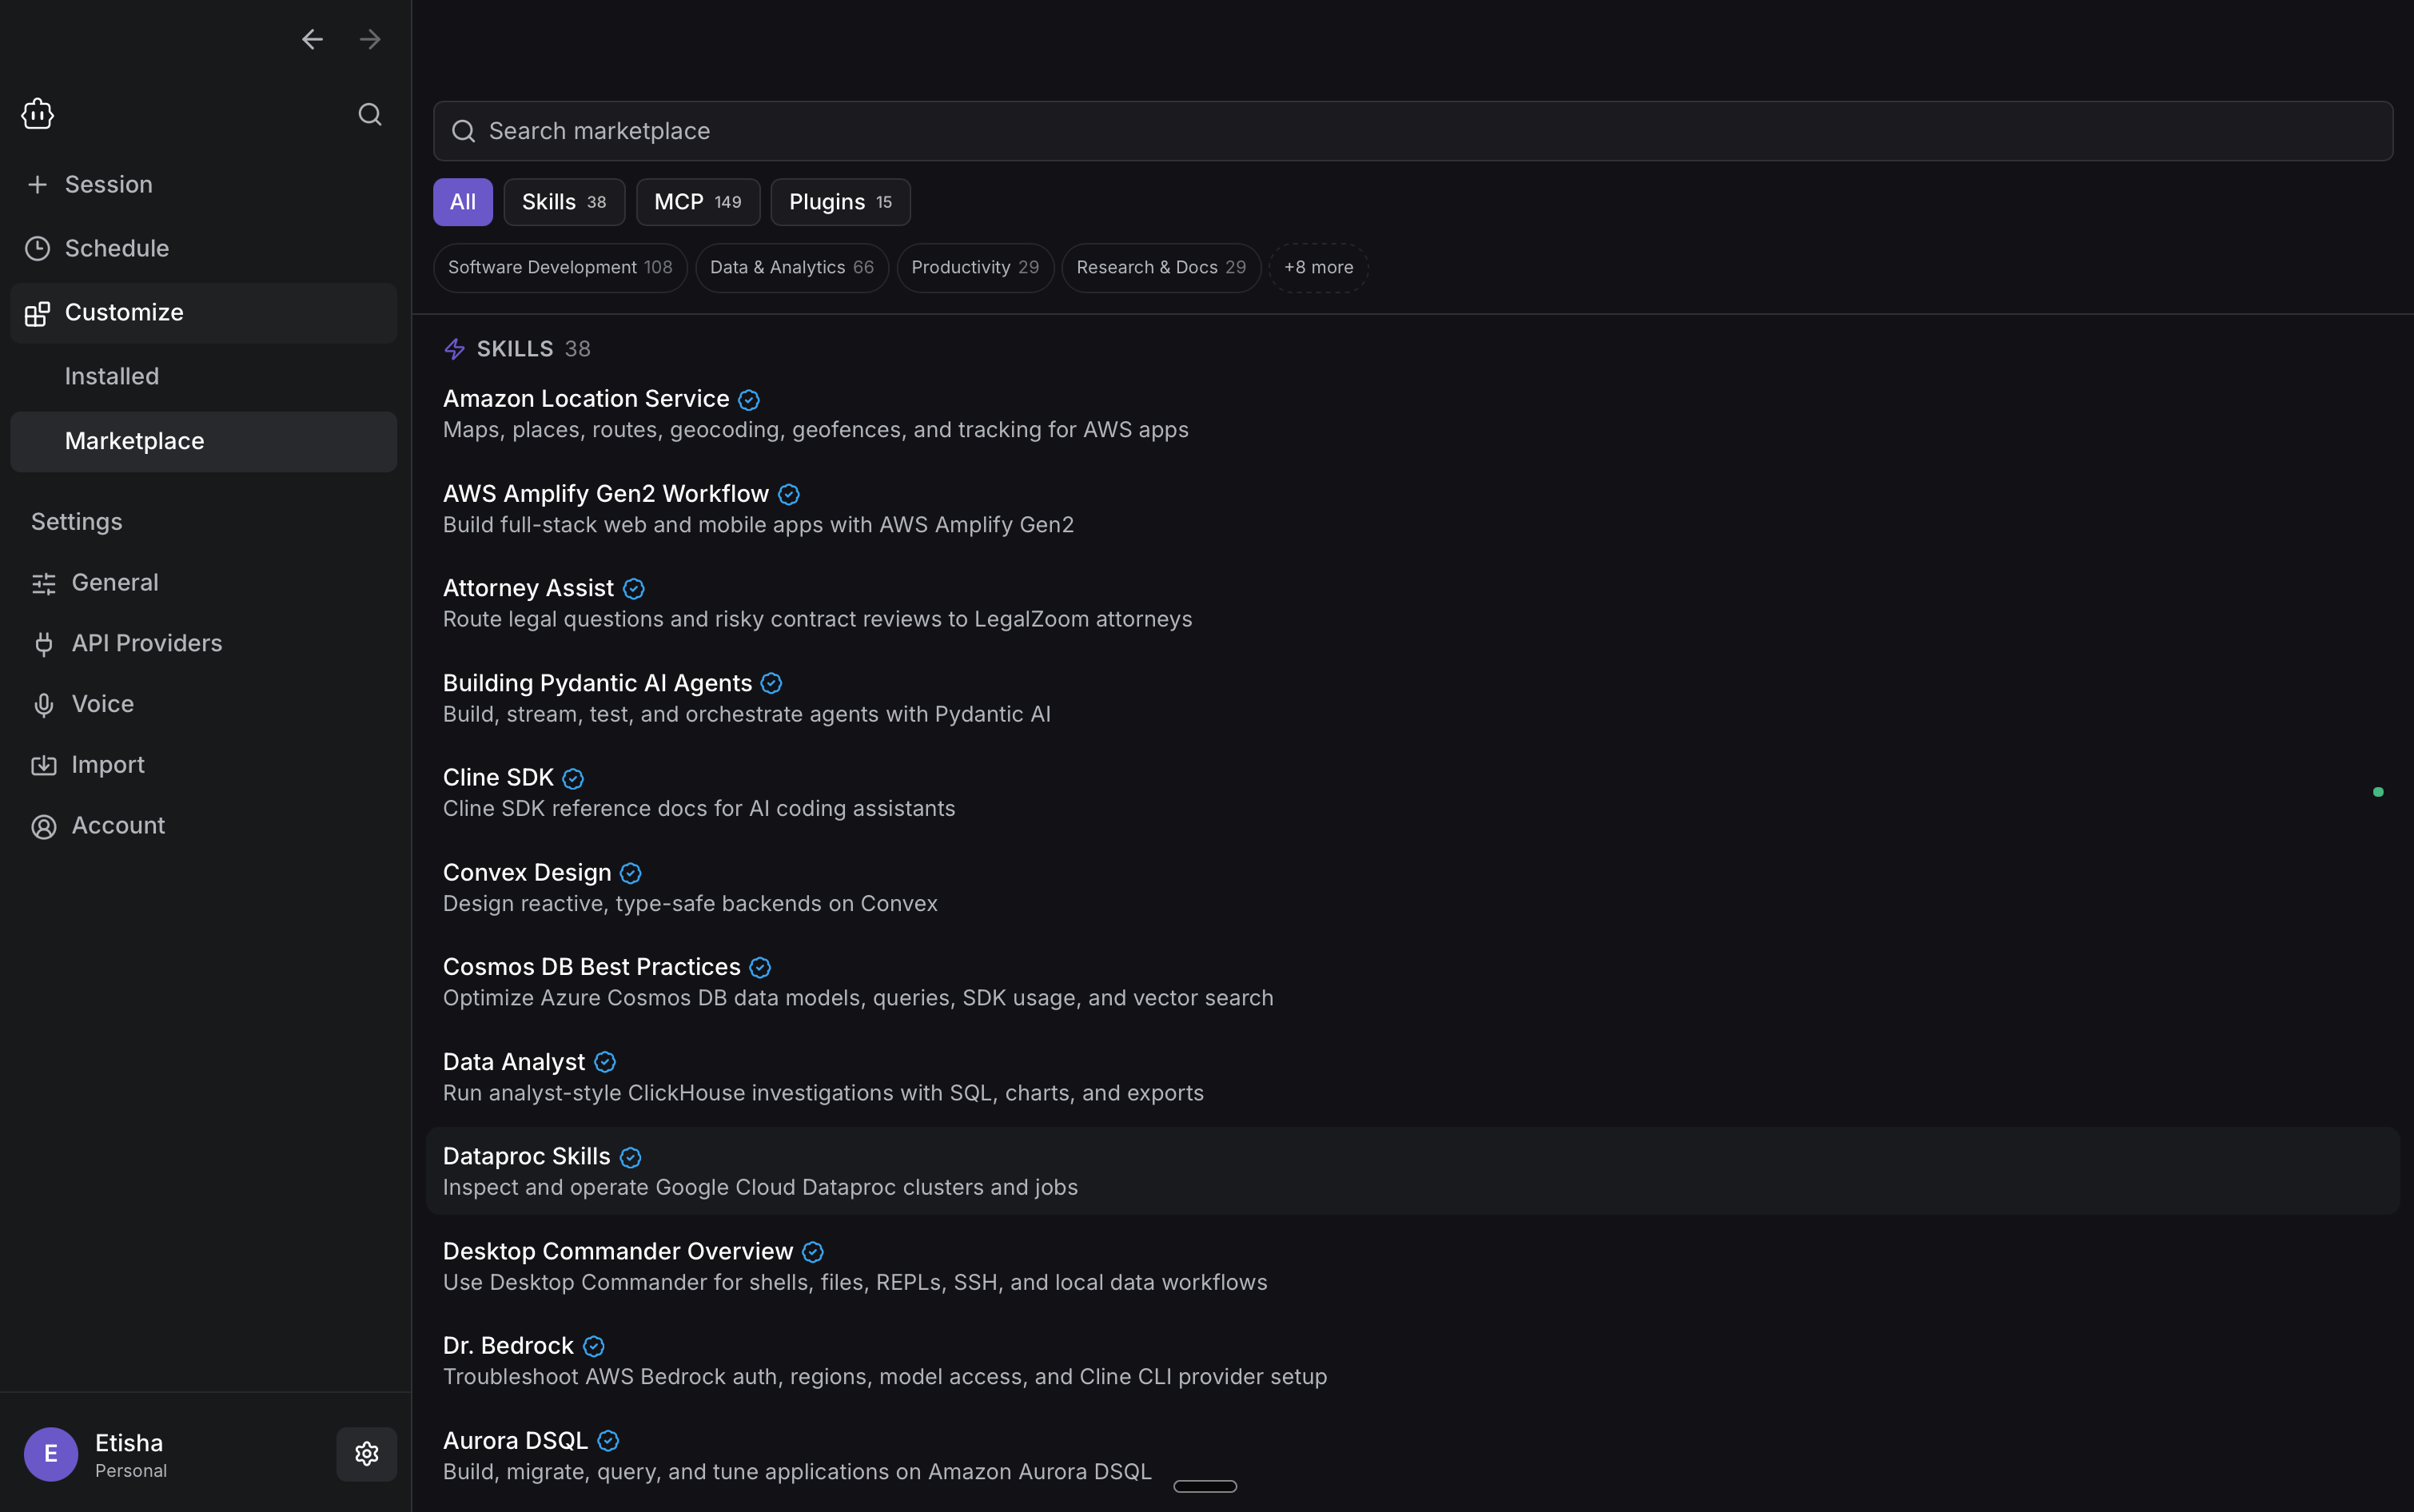 Session
Schedule
Customize
Installed
Marketplace
Settings
General
API Providers
Voice
Import
Account
E
Etisha
Personal
Search marketplace
All
Skills 38
MCP 149
Plugins 15
Software Development 108
Data & Analytics 66
Productivity 29
Research & Docs 29
+8 more
SKILLS 38
Amazon Location Service
Maps, places, routes, geocoding, geofences, and tracking for AWS apps
AWS Amplify Gen2 Workflow
Build full-stack web and mobile apps with AWS Amplify Gen2
Attorney Assist
Route legal questions and risky contract reviews to LegalZoom attorneys
Building Pydantic AI Agents
Build, stream, test, and orchestrate agents with Pydantic AI
Cline SDK
Cline SDK reference docs for AI coding assistants
Convex Design
Design reactive, type-safe backends on Convex
Cosmos DB Best Practices
Optimize Azure Cosmos DB data models, queries, SDK usage, and vector search
Data Analyst
Run analyst-style ClickHouse investigations with SQL, charts, and exports
Dataproc Skills
Inspect and operate Google Cloud Dataproc clusters and jobs
Desktop Commander Overview
Use Desktop Commander for shells, files, REPLs, SSH, and local data workflows
Dr. Bedrock
Troubleshoot AWS Bedrock auth, regions, model access, and Cline CLI provider setup
Aurora DSQL
Build, migrate, query, and tune applications on Amazon Aurora DSQL